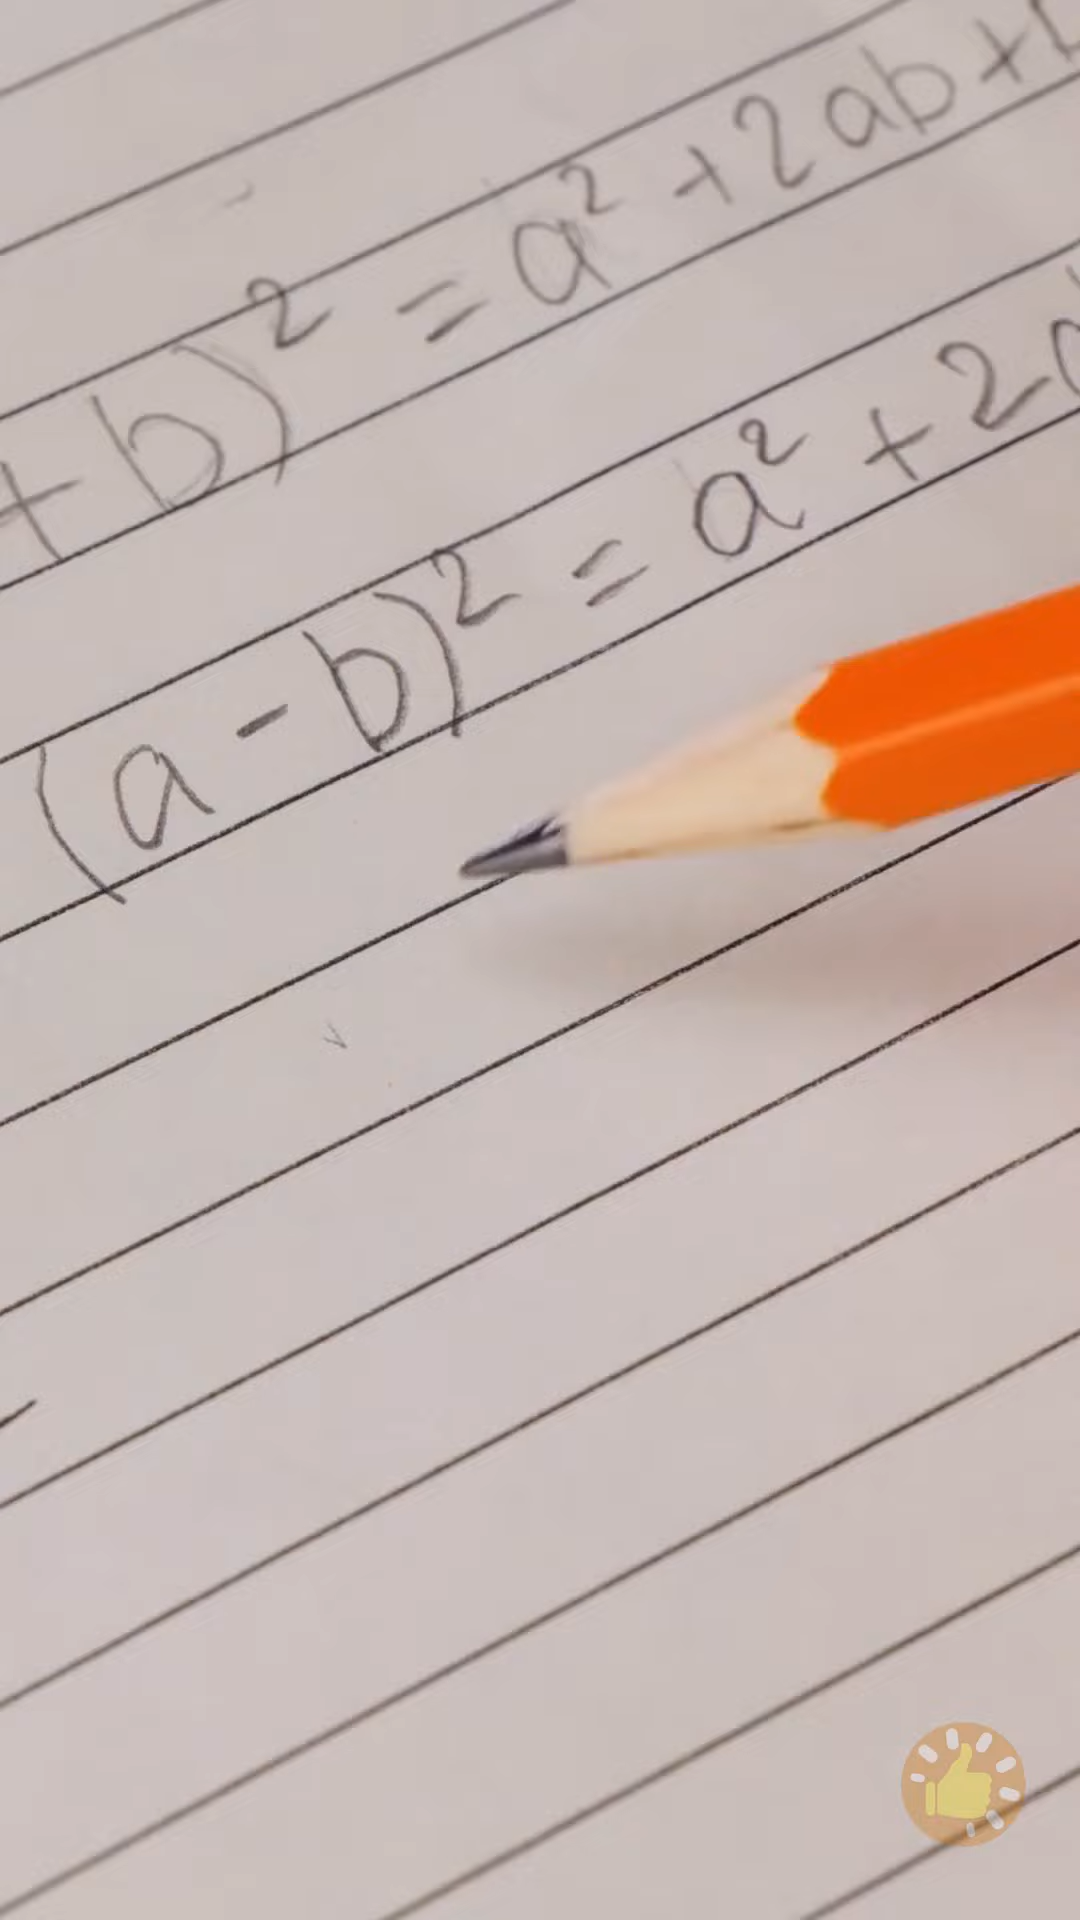 + b)² = a² + 2ab +
(a - b)² = a² + 2